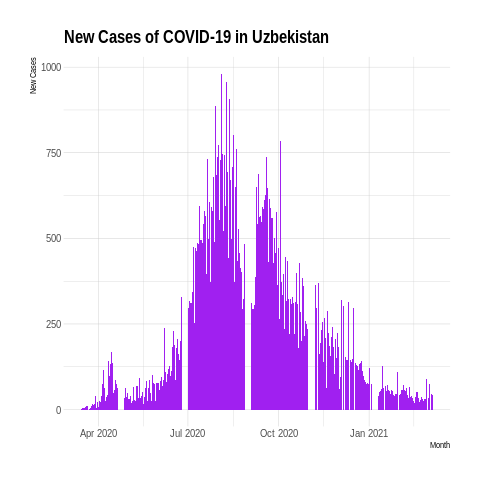 New Cases of COVID-19 in Uzbekistan
New Cases
1000
750
500
250
0
Apr 2020
Jul 2020
Oct 2020
Jan 2021
Month